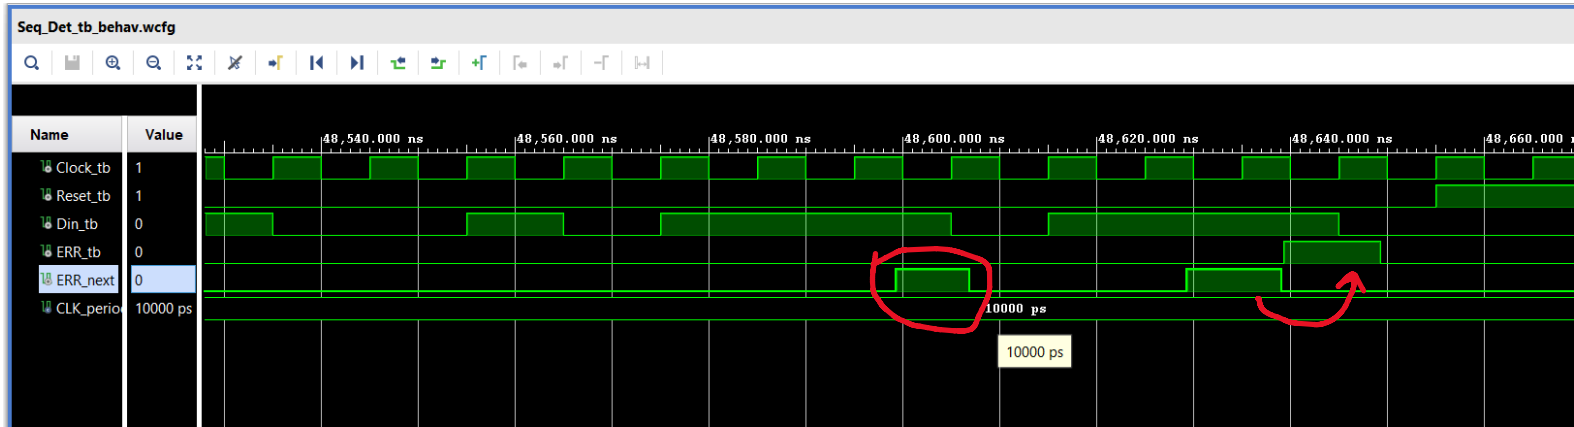 Seq_Det_tb_behav.wcfg
Name Value
48,540.000 ns 48,560.000 ns 48,580.000 ns 48,600.000 ns 48,620.000 ns 48,640.000 ns 48,660.000 n
Clock_tb 1
Reset_tb 1
Din_tb 0
ERR_tb 0
ERR_next 0
CLK_perio 10000 ps 10000 ps
10000 ps